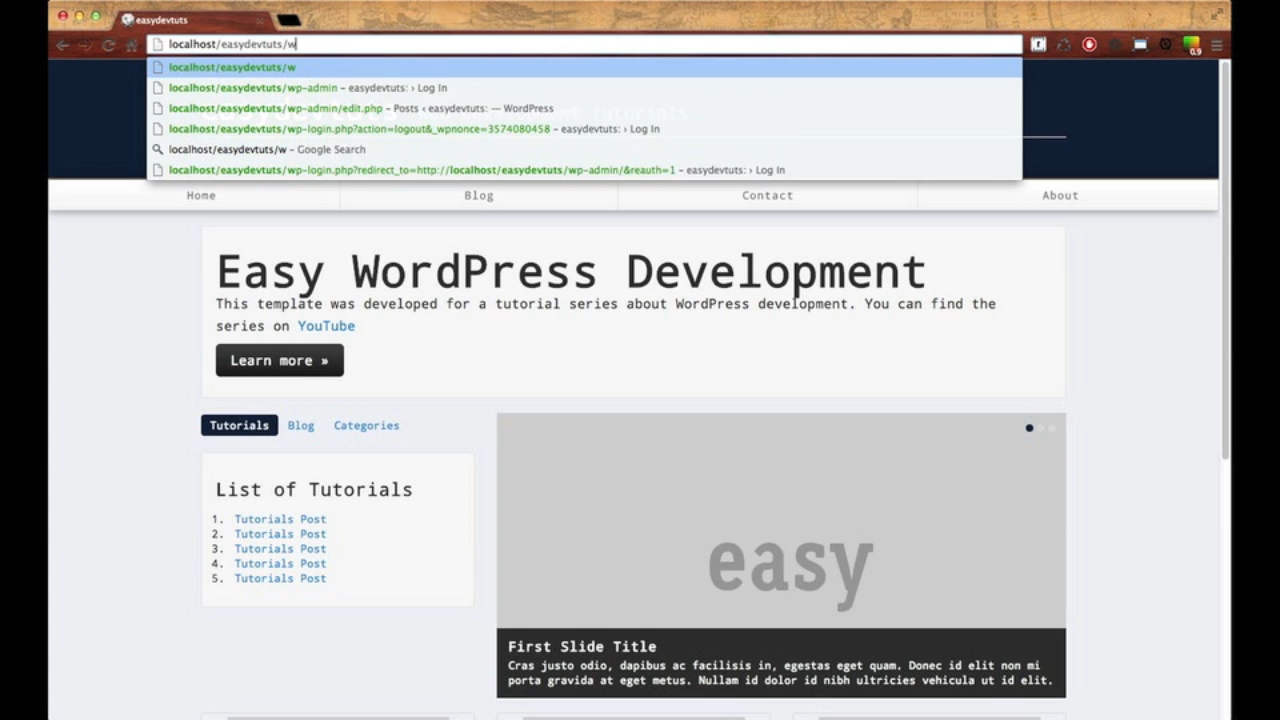 easydevtuts
localhost/easydevtuts/w
0.9
localhost/easydevtuts/w
localhost/easydevtuts/wp-admin – easydevtuts: › Log In
localhost/easydevtuts/wp-admin/edit.php – Posts ‹ easydevtuts: — WordPress
localhost/easydevtuts/wp-login.php?action=logout&_wpnonce=3574080458 – easydevtuts: › Log In
localhost/easydevtuts/w – Google Search
localhost/easydevtuts/wp-login.php?redirect_to=http://localhost/easydevtuts/wp-admin/&reauth=1 – easydevtuts: › Log In
Home Blog Contact About
Easy WordPress Development
This template was developed for a tutorial series about WordPress development. You can find the
series on YouTube
Learn more »
Tutorials Blog Categories
List of Tutorials
1. Tutorials Post
2. Tutorials Post
3. Tutorials Post
4. Tutorials Post
5. Tutorials Post
easy
First Slide Title
Cras justo odio, dapibus ac facilisis in, egestas eget quam. Donec id elit non mi
porta gravida at eget metus. Nullam id dolor id nibh ultricies vehicula ut id elit.